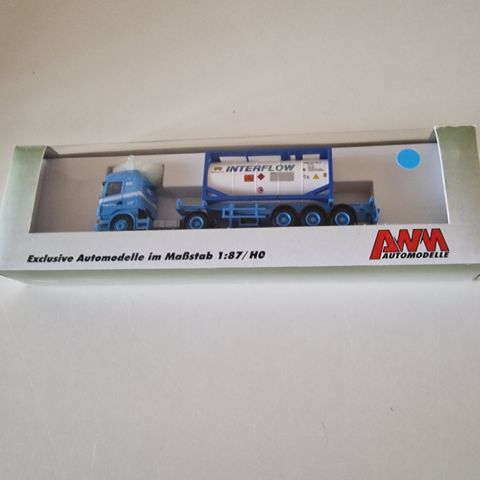 INTERFLOW
Exclusive Automodelle im Maßstab 1:87/H0
AWM
AUTOMODELLE